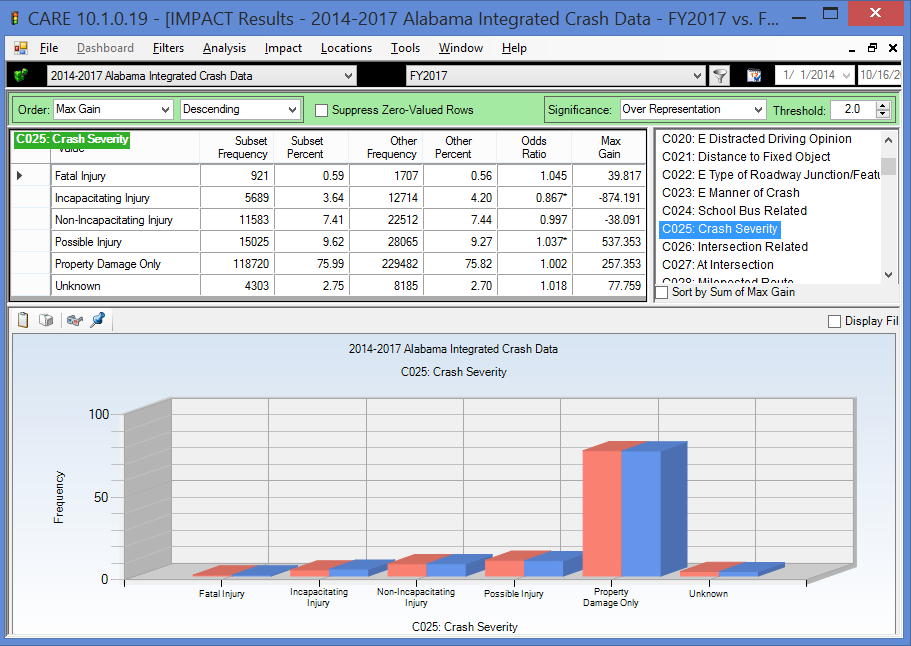 CARE 10.1.0.19 - [IMPACT Results - 2014-2017 Alabama Integrated Crash Data - FY2017 vs. F...
File Dashboard Filters Analysis Impact Locations Tools Window Help
2014-2017 Alabama Integrated Crash Data FY2017 1/ 1/2014 10/16/20
Order: Max Gain Descending Suppress Zero-Valued Rows Significance: Over Representation Threshold: 2.0
C025: Crash Severity
Value Subset Frequency Subset Percent Other Frequency Other Percent Odds Ratio Max Gain
Fatal Injury 921 0.59 1707 0.56 1.045 39.817
Incapacitating Injury 5689 3.64 12714 4.20 0.867* -874.191
Non-Incapacitating Injury 11583 7.41 22512 7.44 0.997 -38.091
Possible Injury 15025 9.62 28065 9.27 1.037* 537.353
Property Damage Only 118720 75.99 229482 75.82 1.002 257.353
Unknown 4303 2.75 8185 2.70 1.018 77.759
C020: E Distracted Driving Opinion
C021: Distance to Fixed Object
C022: E Type of Roadway Junction/Featu
C023: E Manner of Crash
C024: School Bus Related
C025: Crash Severity
C026: Intersection Related
C027: At Intersection
C028: Mileposted Route
Sort by Sum of Max Gain
Display Fil
2014-2017 Alabama Integrated Crash Data
C025: Crash Severity
100
50
0
Frequency
Fatal Injury
Incapacitating
Injury
Non-Incapacitating
Injury
Possible Injury
Property
Damage Only
Unknown
C025: Crash Severity